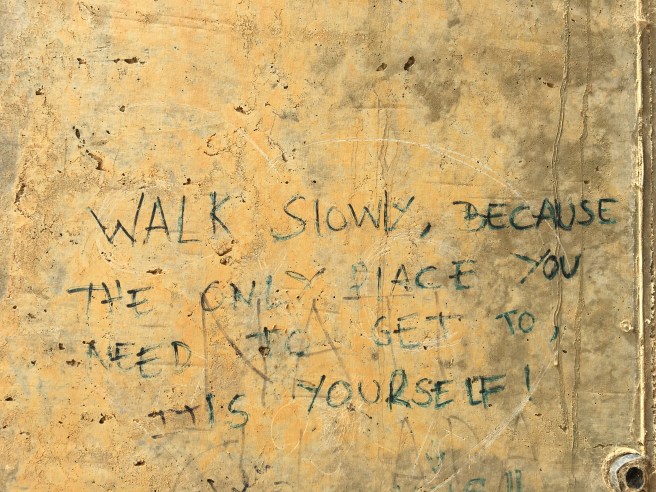 WALK SlOWlY, BECAUSE
THE ONLY PlACE YOU
NEED TO GET TO,
IS YOURSElF!